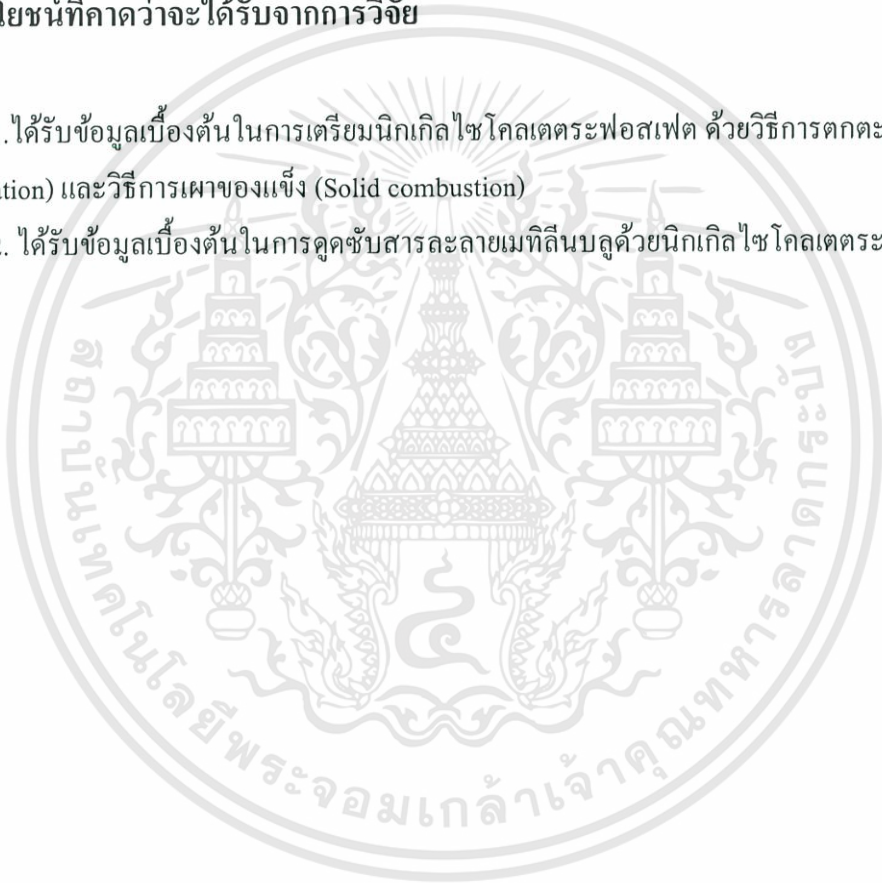 โยชน์ที่คาดว่าจะได้รับจากการวิจัย
.ได้รับข้อมูลเบื้องต้นในการเตรียมนิกเกิลไซโคลเตตระฟอสเฟต ด้วยวิธีการตกตะ
ation) และวิธีการเผาของแข็ง (Solid combustion)
. ได้รับข้อมูลเบื้องต้นในการดูดซับสารละลายเมทิลีนบลูด้วยนิกเกิลไซโคลเตตระ
สถาบันเทคโนโลยีพระจอมเกล้าเจ้าคุณทหารลาดกระบัง